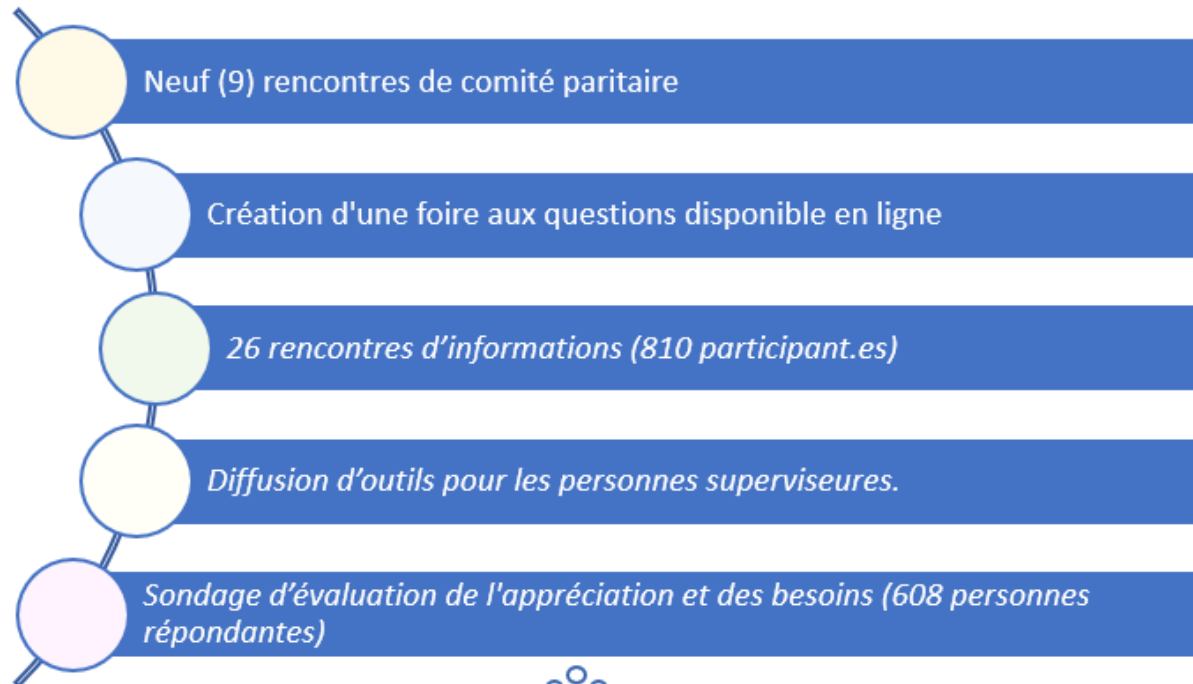 Neuf (9) rencontres de comité paritaire
Création d'une foire aux questions disponible en ligne
26 rencontres d’informations (810 participant.es)
Diffusion d’outils pour les personnes superviseures.
Sondage d’évaluation de l'appréciation et des besoins (608 personnes
répondantes)